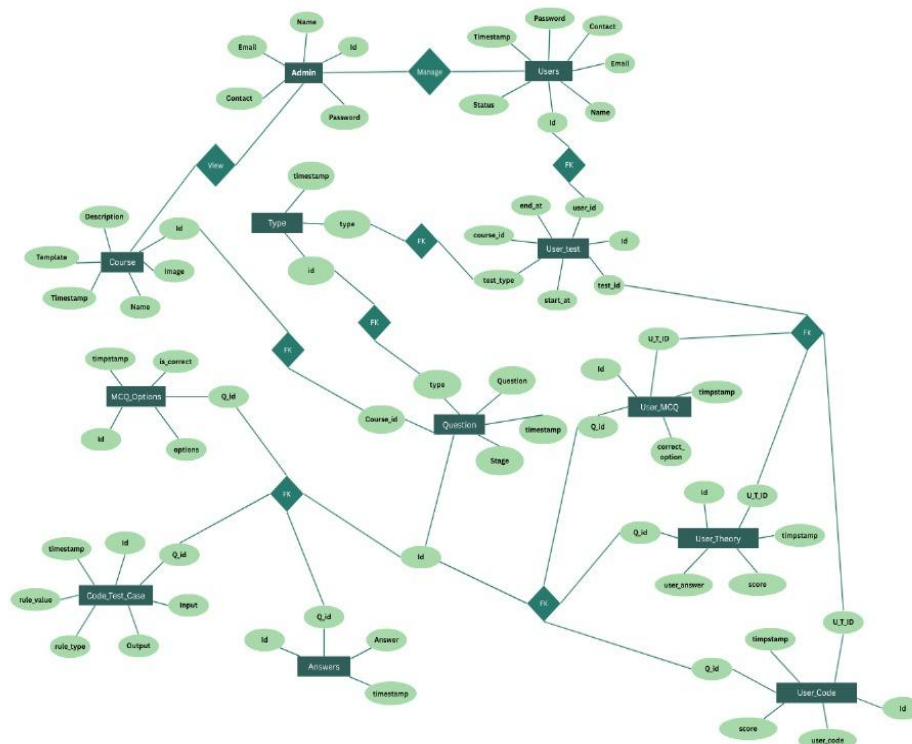 Name
Email
Id
Admin
Contact
Password
Manage
Password
Timestamp
Contact
Users
Email
Status
Name
Id
View
FK
timestamp
Type
type
id
FK
FK
end_at
user_id
course_id
User_test
Id
test_type
start_at
test_id
Description
Id
Template
Course
Image
Timestamp
Name
FK
FK
timpstamp
is_correct
MCQ_Options
Q_id
Id
options
type
Question
Course_id
Question
timestamp
Stage
U_T_ID
Id
timpstamp
User_MCQ
Q_id
correct_
option
FK
Id
Id
U_T_ID
Q_id
User_Theory
timpstamp
user_answer
score
timestamp
Id
Q_id
Code_Test_Case
rule_value
Input
rule_type
Output
Q_id
Id
Answer
Answers
timestamp
FK
U_T_ID
timpstamp
Q_id
User_Code
Id
score
user_code